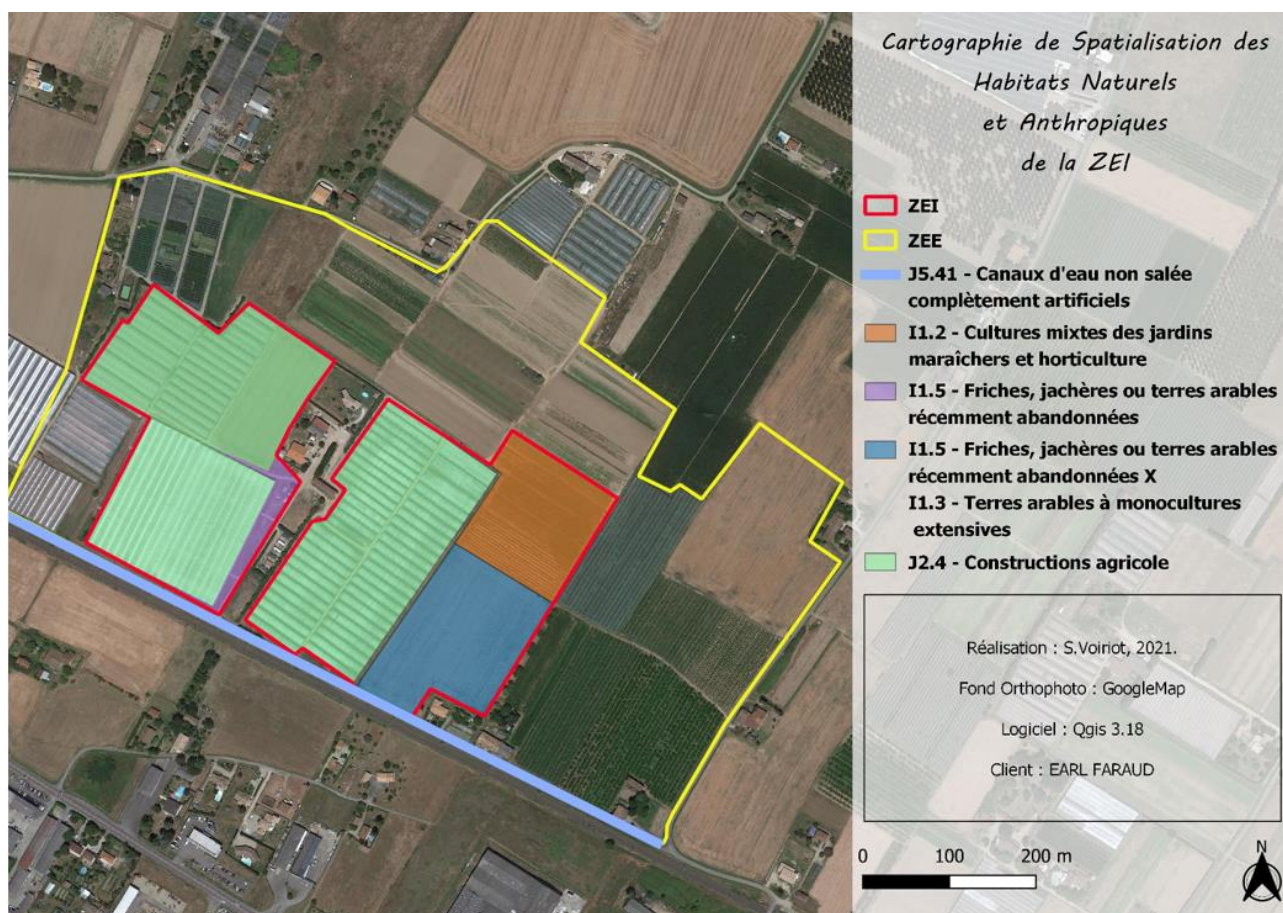 Cartographie de Spatialisation des
Habitats Naturels
et Anthropiques
de la ZEI
ZEI
ZEE
J5.41 - Canaux d'eau non salée
complètement artificiels
I1.2 - Cultures mixtes des jardins
maraîchers et horticulture
I1.5 - Friches, jachères ou terres arables
récemment abandonnées
I1.5 - Friches, jachères ou terres arables
récemment abandonnées X
I1.3 - Terres arables à monocultures
extensives
J2.4 - Constructions agricole
Réalisation : S.Voiriot, 2021.
Fond Orthophoto : GoogleMap
Logiciel : Qgis 3.18
Client : EARL FARAUD
0 100 200 m
N